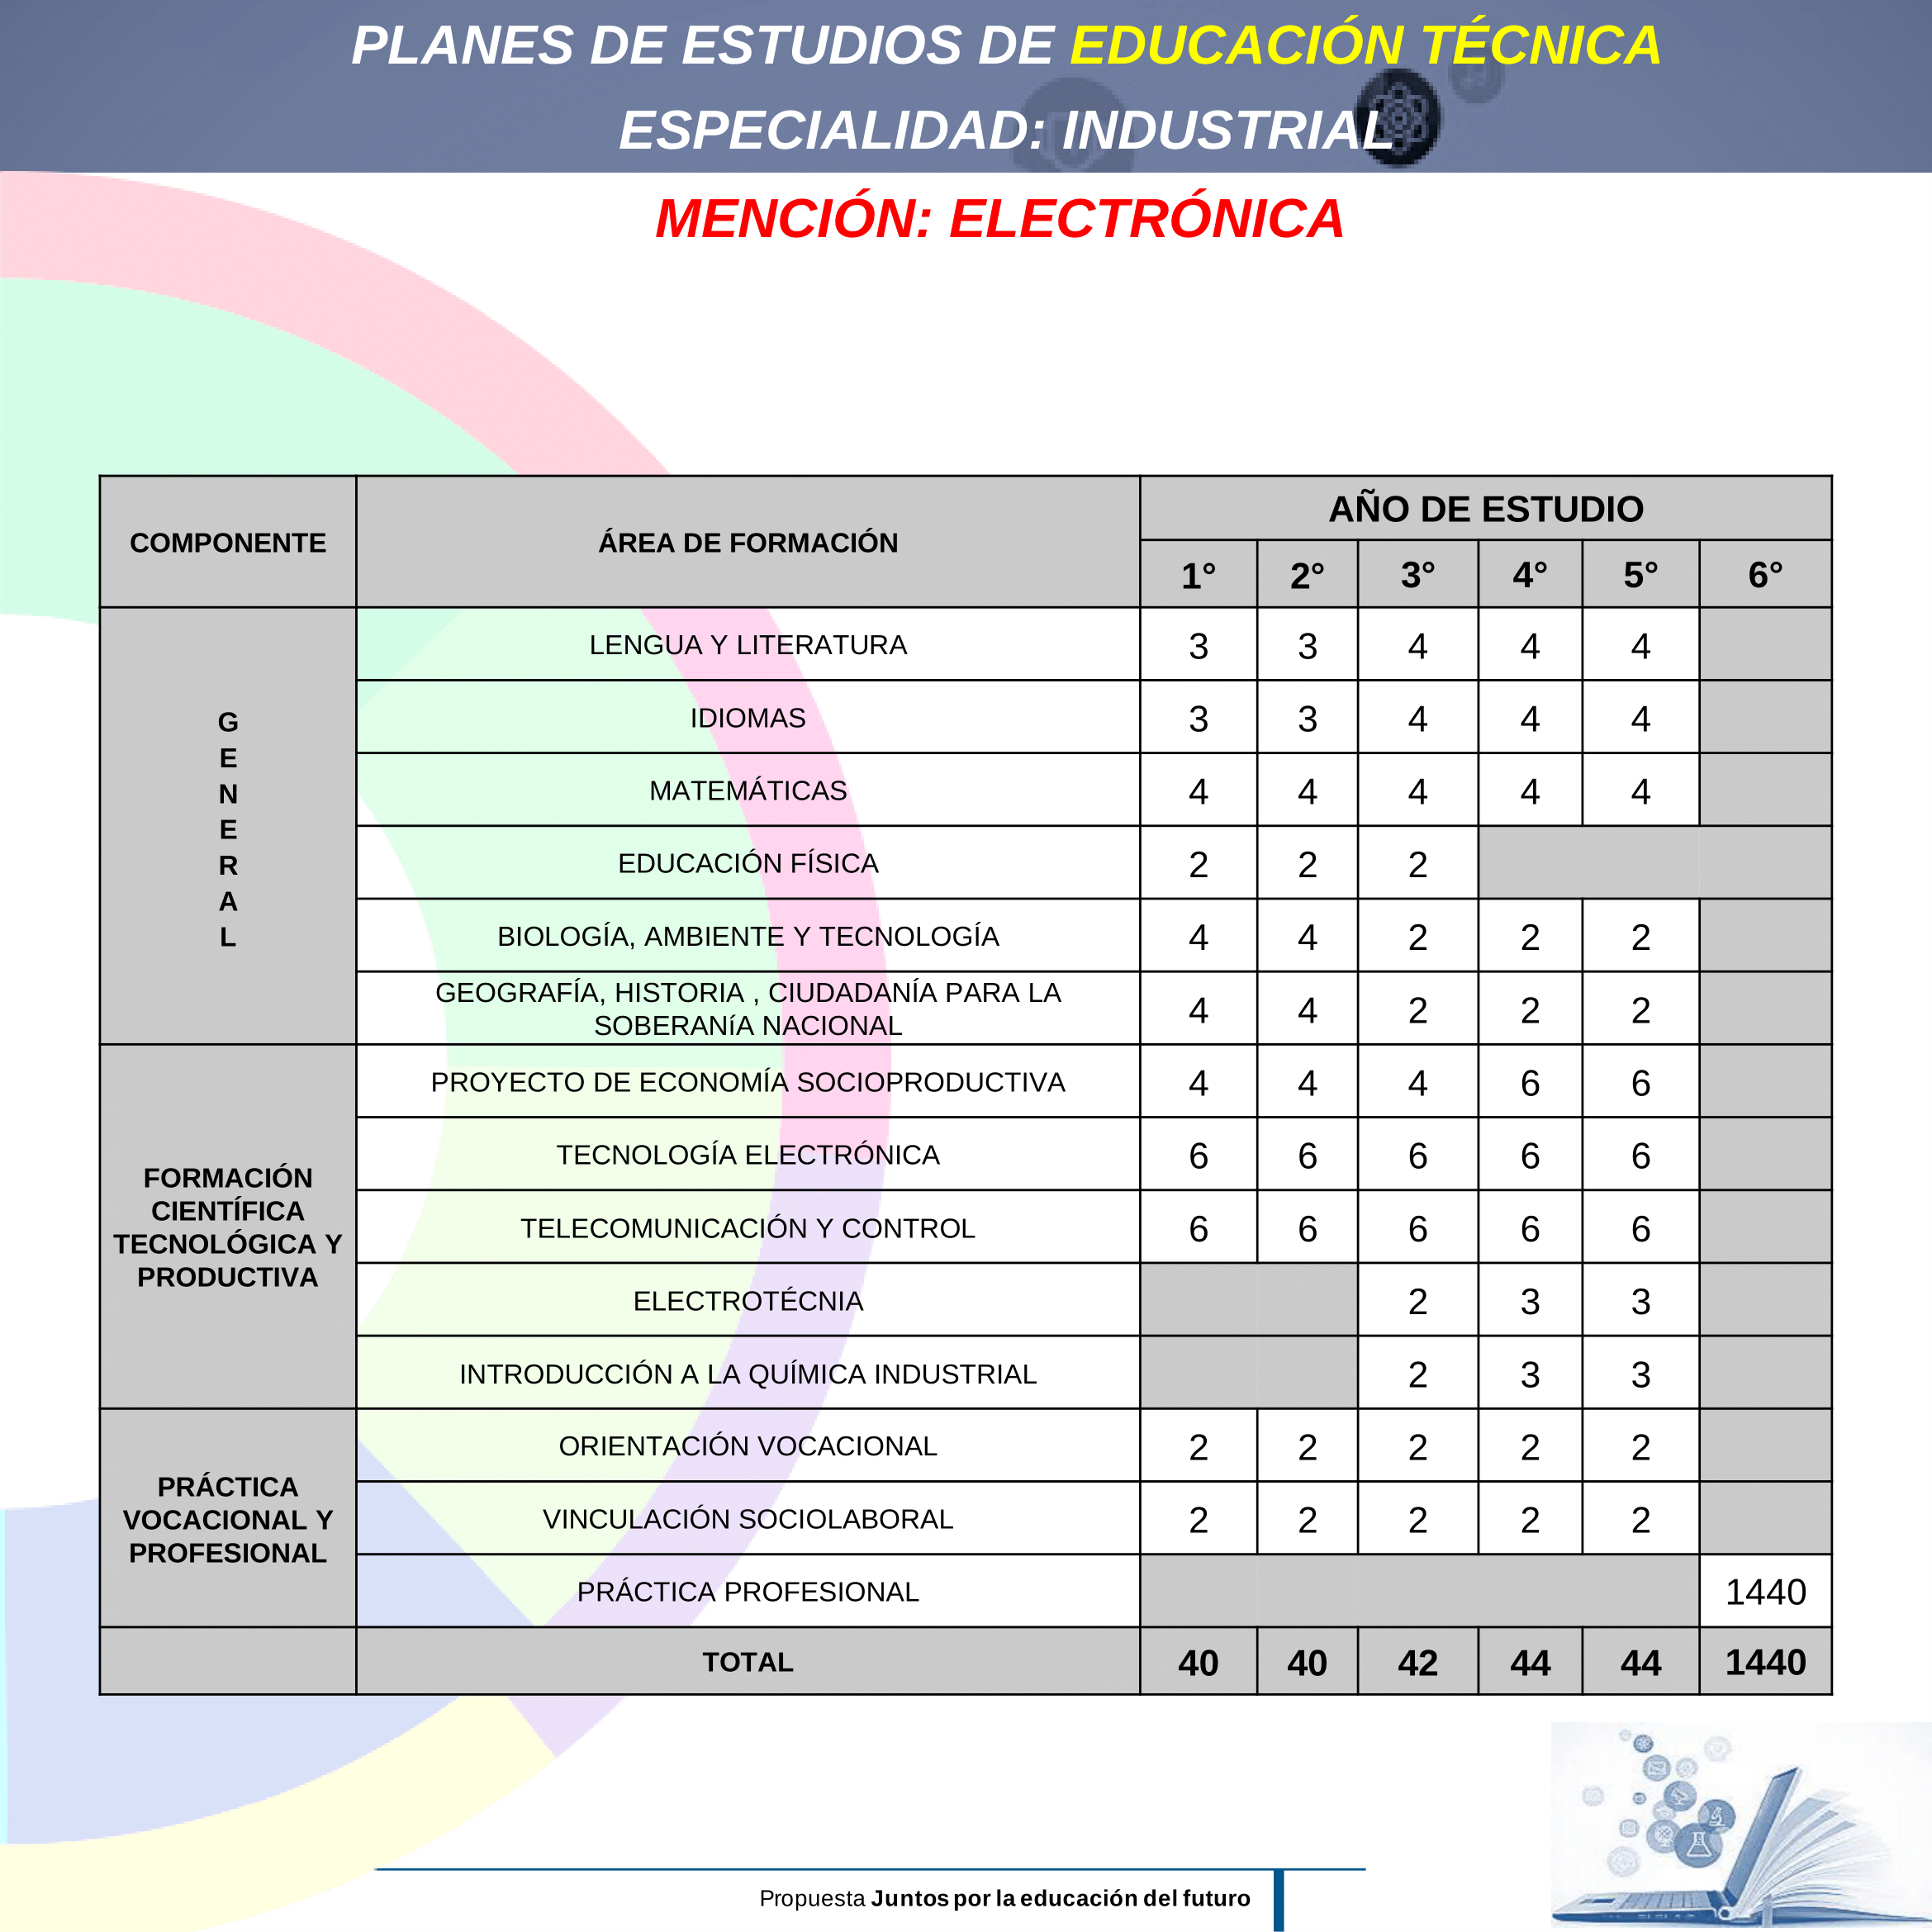 PLANES DE ESTUDIOS DE EDUCACIÓN TÉCNICA
ESPECIALIDAD: INDUSTRIAL
MENCIÓN: ELECTRÓNICA
COMPONENTE ÁREA DE FORMACIÓN AÑO DE ESTUDIO
1° 2° 3° 4° 5° 6°
GENERAL
LENGUA Y LITERATURA 3 3 4 4 4
IDIOMAS 3 3 4 4 4
MATEMÁTICAS 4 4 4 4 4
EDUCACIÓN FÍSICA 2 2 2
BIOLOGÍA, AMBIENTE Y TECNOLOGÍA 4 4 2 2 2
GEOGRAFÍA, HISTORIA , CIUDADANÍA PARA LA
SOBERANíA NACIONAL 4 4 2 2 2
FORMACIÓN
CIENTÍFICA
TECNOLÓGICA Y
PRODUCTIVA
PROYECTO DE ECONOMÍA SOCIOPRODUCTIVA 4 4 4 6 6
TECNOLOGÍA ELECTRÓNICA 6 6 6 6 6
TELECOMUNICACIÓN Y CONTROL 6 6 6 6 6
ELECTROTÉCNIA 2 3 3
INTRODUCCIÓN A LA QUÍMICA INDUSTRIAL 2 3 3
PRÁCTICA
VOCACIONAL Y
PROFESIONAL
ORIENTACIÓN VOCACIONAL 2 2 2 2 2
VINCULACIÓN SOCIOLABORAL 2 2 2 2 2
PRÁCTICA PROFESIONAL 1440
TOTAL 40 40 42 44 44 1440
Propuesta Juntos por la educación del futuro